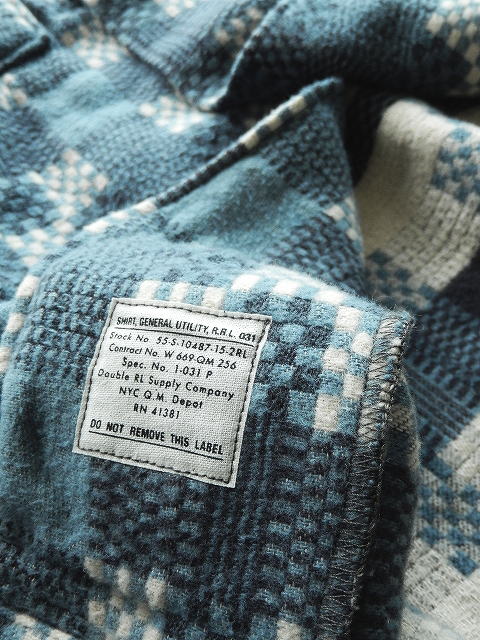 SHIRT, GENERAL UTILITY, R.R.L. 031
Stock No. 55-S-10487-15-2RL
Contract No. W 669-QM 256
Spec. No. 1-031 P
Double RL Supply Company
NYC Q.M. Depot
RN 41381
DO NOT REMOVE THIS LABEL